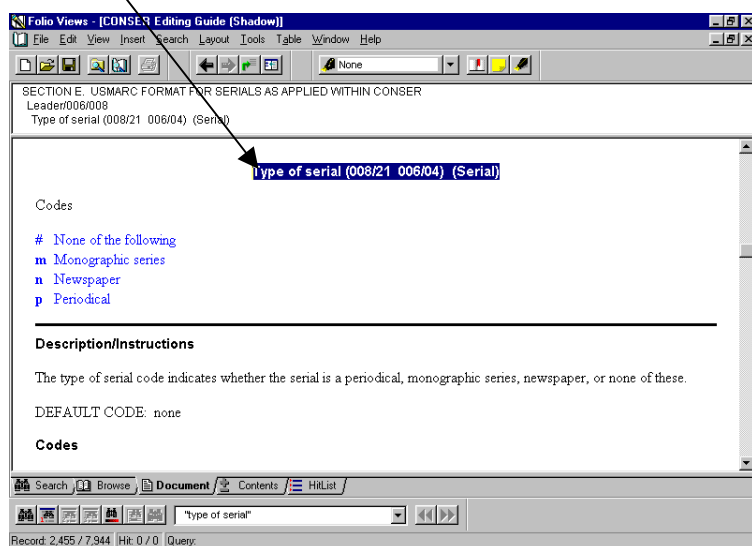 Folio Views - [CONSER Editing Guide (Shadow)]
File Edit View Insert Search Layout Tools Table Window Help
None
SECTION E. USMARC FORMAT FOR SERIALS AS APPLIED WITHIN CONSER
Leader/006/008
Type of serial (008/21 006/04) (Serial)
Type of serial (008/21 006/04) (Serial)
Codes
# None of the following
m Monographic series
n Newspaper
p Periodical
Description/Instructions
The type of serial code indicates whether the serial is a periodical, monographic series, newspaper, or none of these.
DEFAULT CODE: none
Codes
Search Browse Document Contents HitList
"type of serial"
Record: 2,455 / 7,944 Hit: 0 / 0 Query: